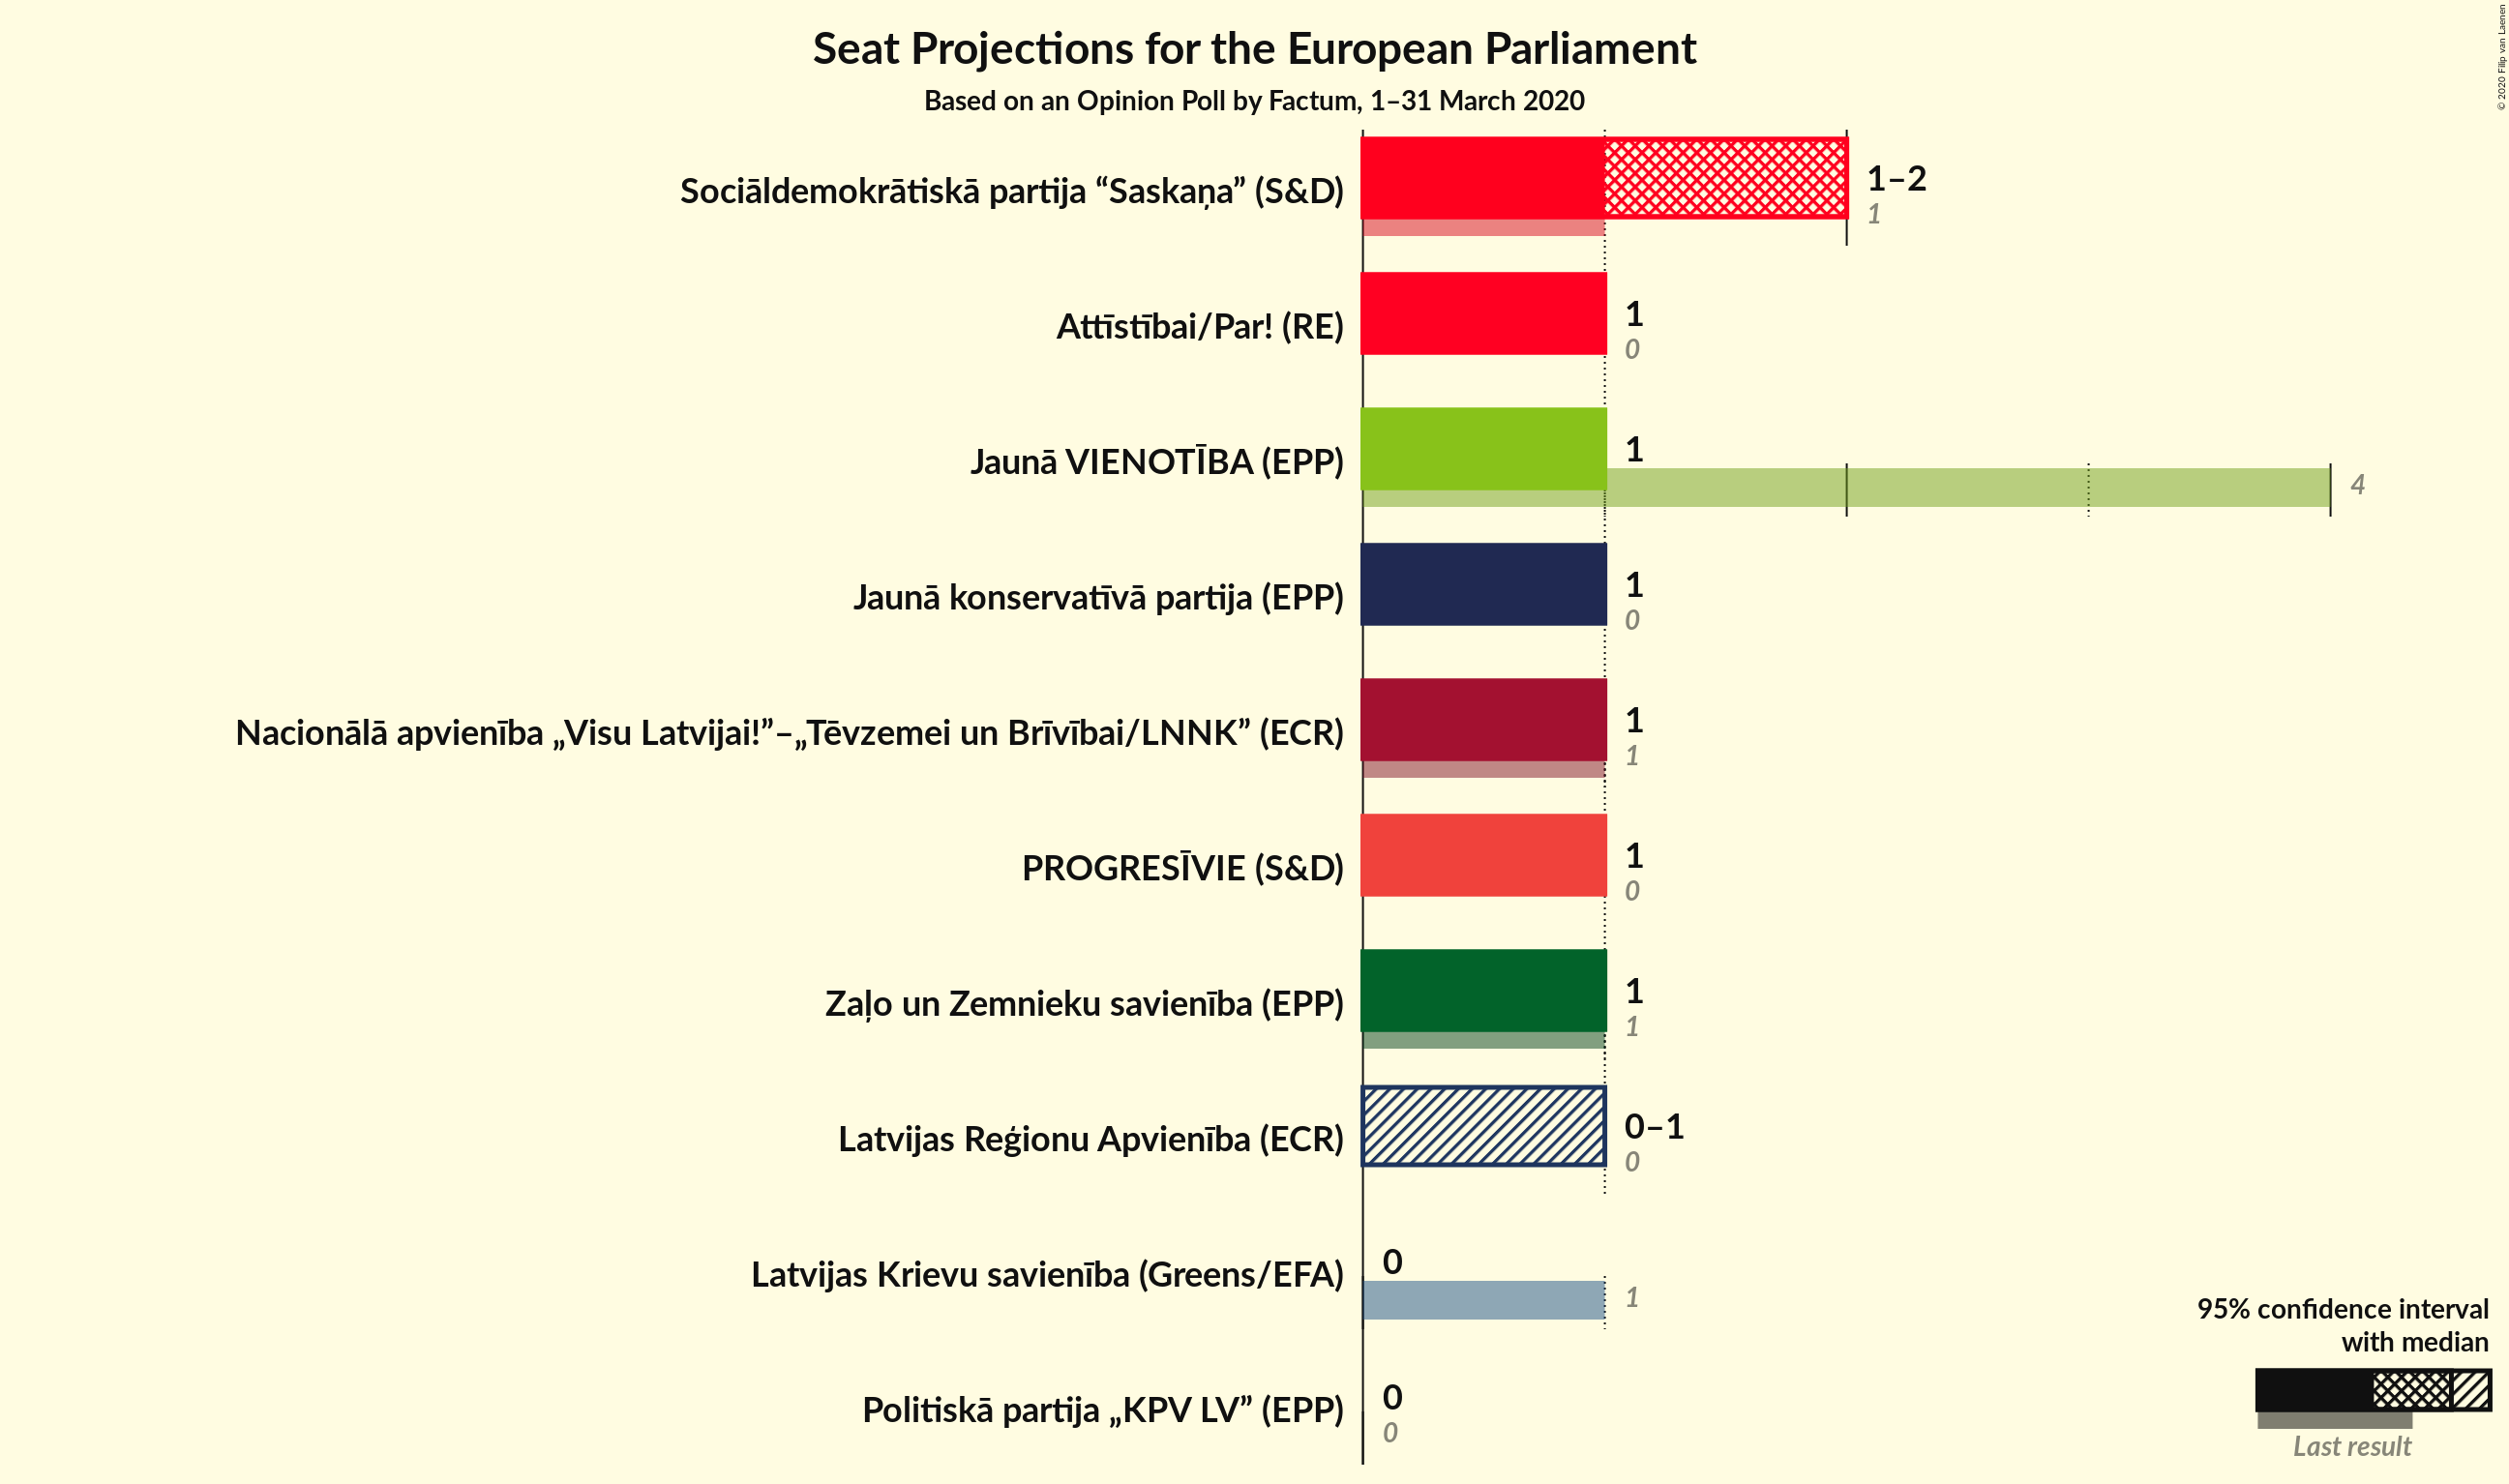 Seat Projections for the European Parliament
Based on an Opinion Poll by Factum, 1–31 March 2020
© 2020 Filip van Laenen
Sociāldemokrātiskā partija “Saskaņa” (S&D)
1–2
1
Attīstībai/Par! (RE)
1
0
Jaunā VIENOTĪBA (EPP)
1
4
Jaunā konservatīvā partija (EPP)
1
0
Nacionālā apvienība „Visu Latvijai!”–„Tēvzemei un Brīvībai/LNNK” (ECR)
1
1
PROGRESĪVIE (S&D)
1
0
Zaļo un Zemnieku savienība (EPP)
1
1
Latvijas Reģionu Apvienība (ECR)
0–1
0
Latvijas Krievu savienība (Greens/EFA)
0
1
Politiskā partija „KPV LV” (EPP)
0
0
95% confidence interval
with median
Last result